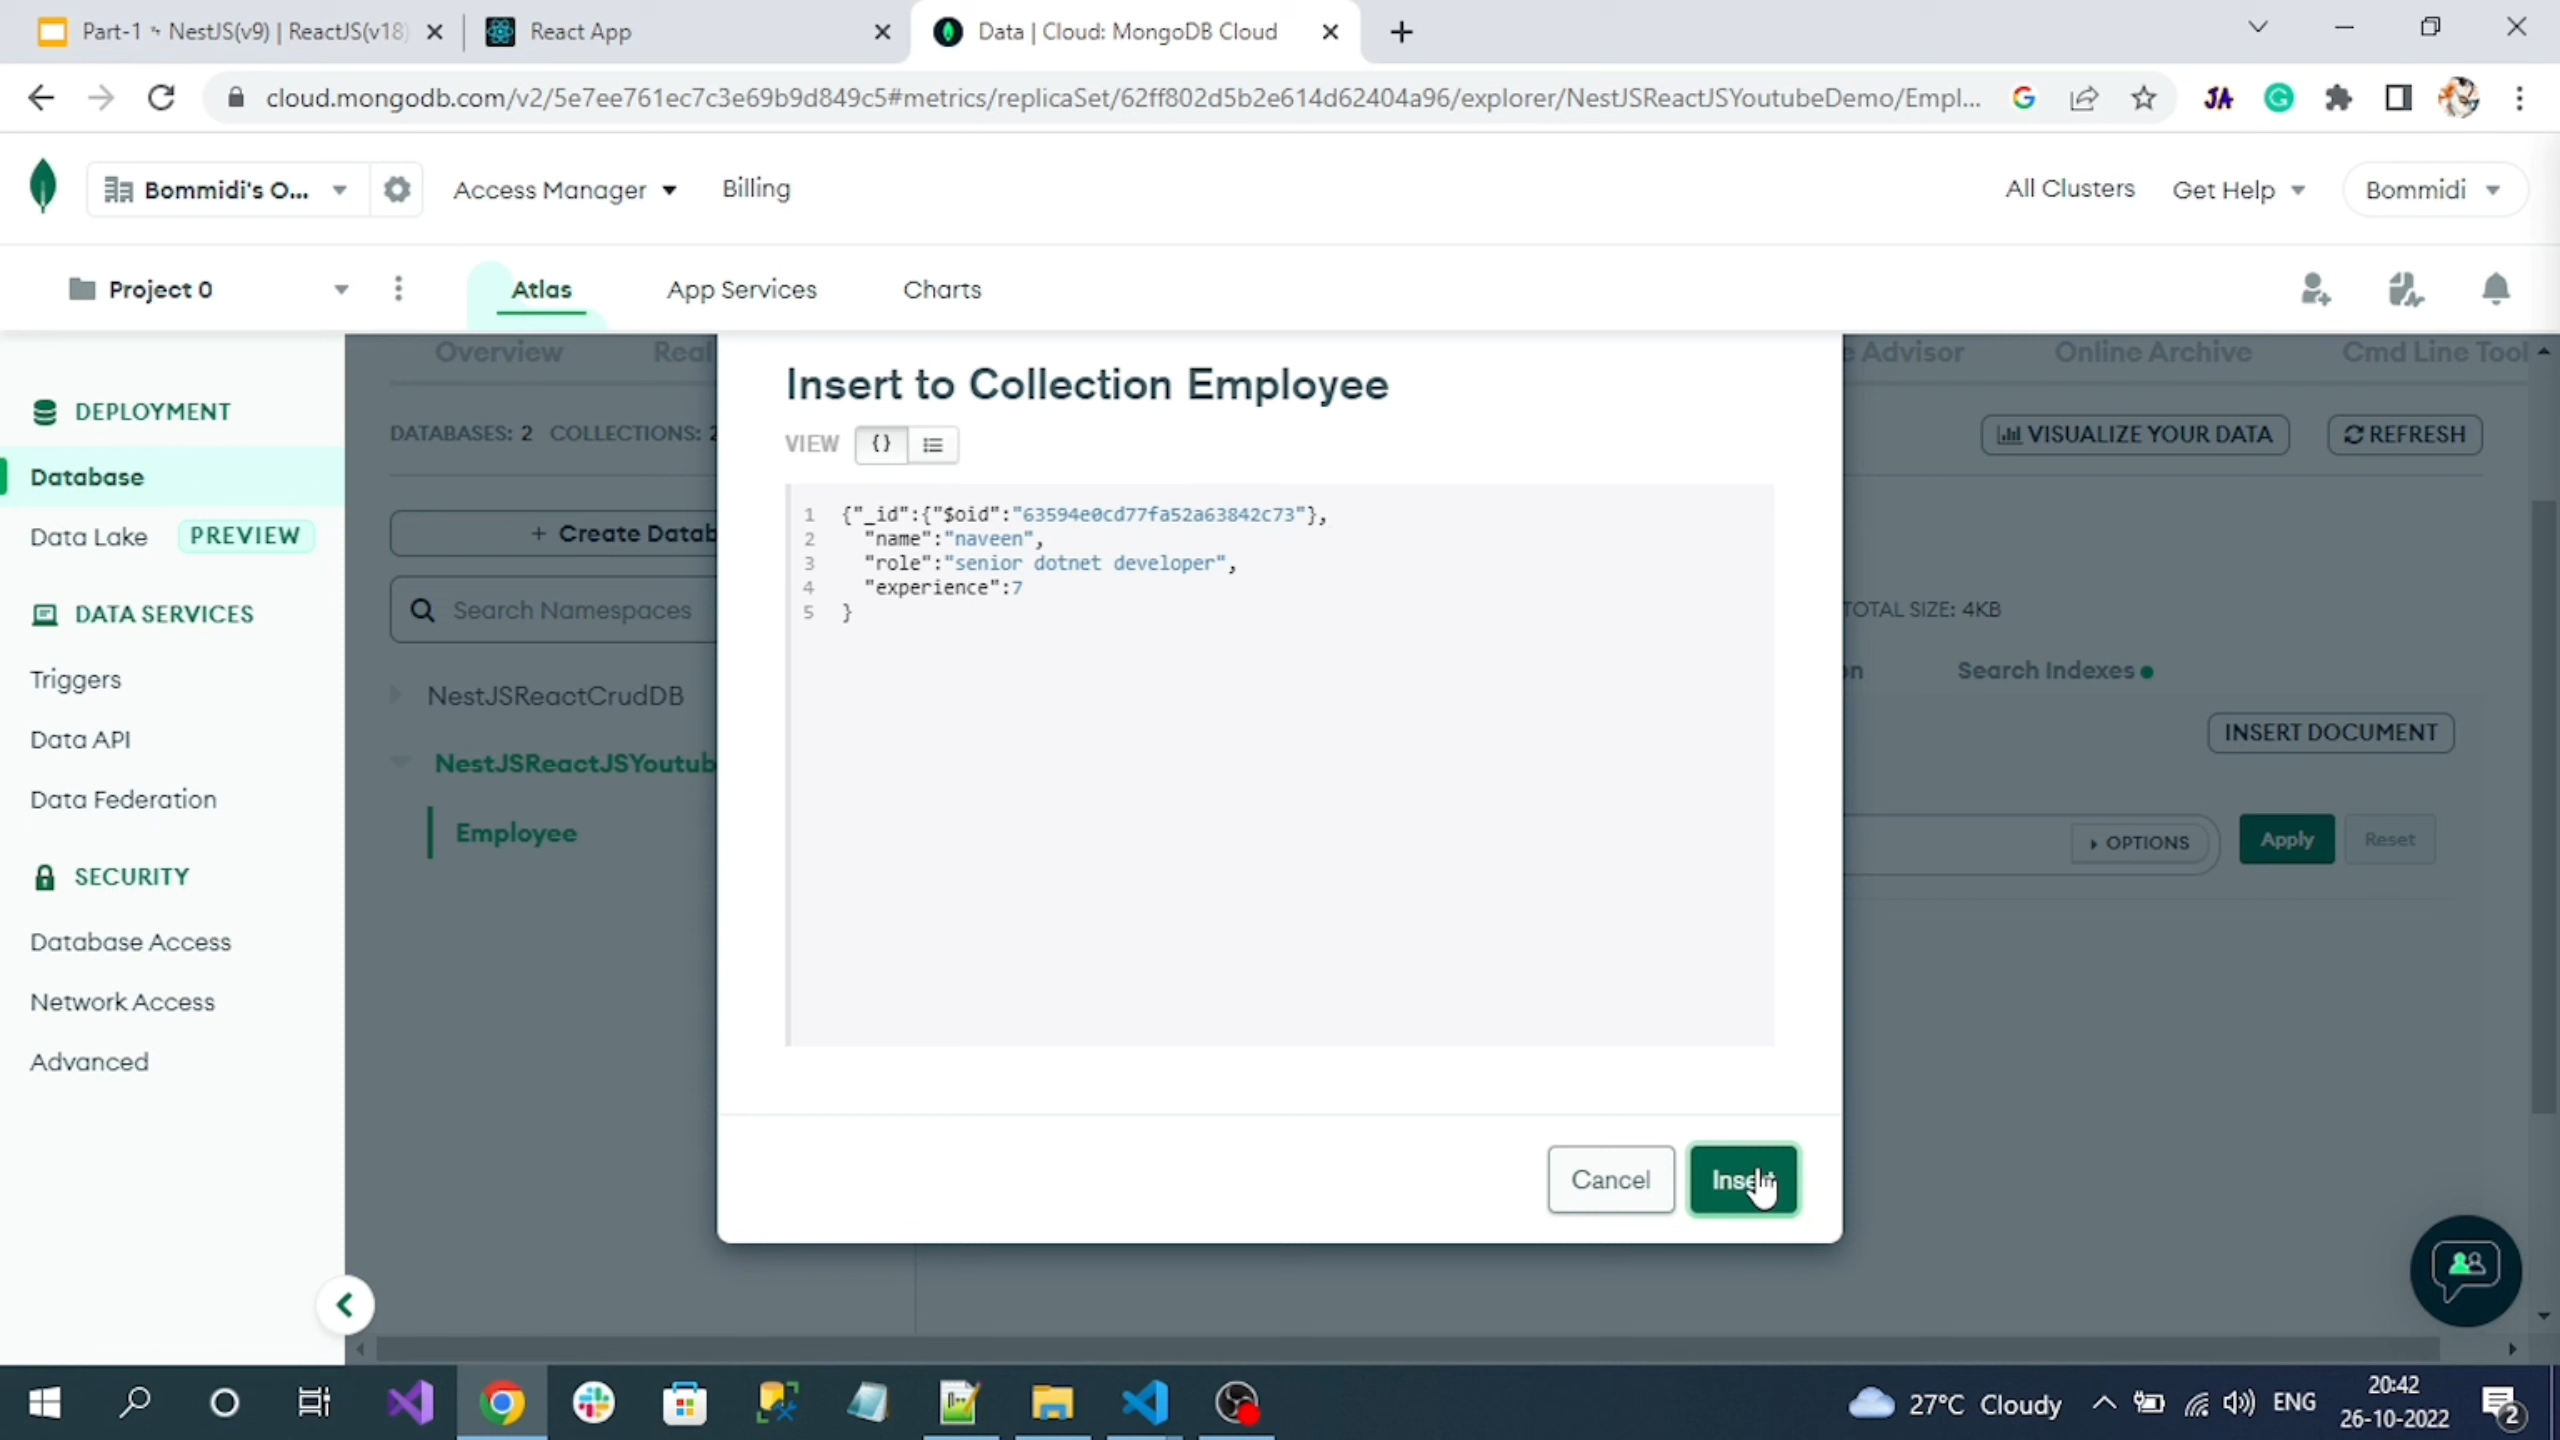 Part-1 NestJS(v9) | ReactJS(v18)
React App
Data | Cloud: MongoDB Cloud
cloud.mongodb.com/v2/5e7ee761ec7c3e69b9d849c5#metrics/replicaSet/62ff802d5b2e614d62404a96/explorer/NestJSReactJSYoutubeDemo/Empl...
Bommidi's O...
Access Manager
Billing
All Clusters
Get Help
Bommidi
Project 0
Atlas
App Services
Charts
Overview
Real
e Advisor
Online Archive
Cmd Line Tool
DEPLOYMENT
Database
Data Lake PREVIEW
DATA SERVICES
Triggers
Data API
Data Federation
SECURITY
Database Access
Network Access
Advanced
DATABASES: 2 COLLECTIONS: 2
+ Create Datab
Search Namespaces
NestJSReactCrudDB
NestJSReactJSYoutub
Employee
VISUALIZE YOUR DATA
REFRESH
TOTAL SIZE: 4KB
on
Search Indexes
INSERT DOCUMENT
OPTIONS
Apply
Reset
Insert to Collection Employee
VIEW {}
1 {"_id":{"$oid":"63594e0cd77fa52a63842c73"},
2 "name":"naveen",
3 "role":"senior dotnet developer",
4 "experience":7
5 }
Cancel
Insert
27°C Cloudy
ENG
20:42
26-10-2022
2